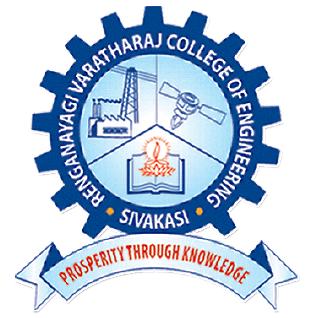 RENGANAYAGI VARATHARAJ COLLEGE OF ENGINEERING
• SIVAKASI •
PROSPERITY THROUGH KNOWLEDGE